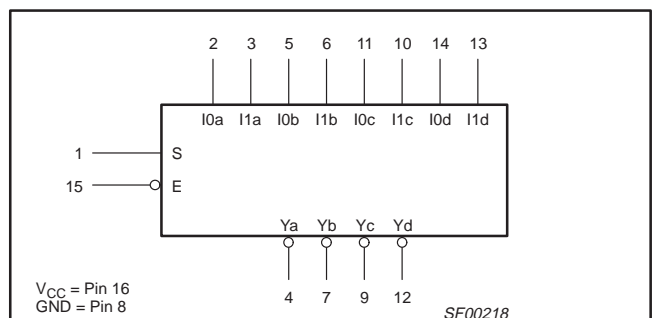 2 3 5 6 11 10 14 13
I0a I1a I0b I1b I0c I1c I0d I1d
1 S
15 E
Ya Yb Yc Yd
4 7 9 12
VCC = Pin 16
GND = Pin 8
SF00218